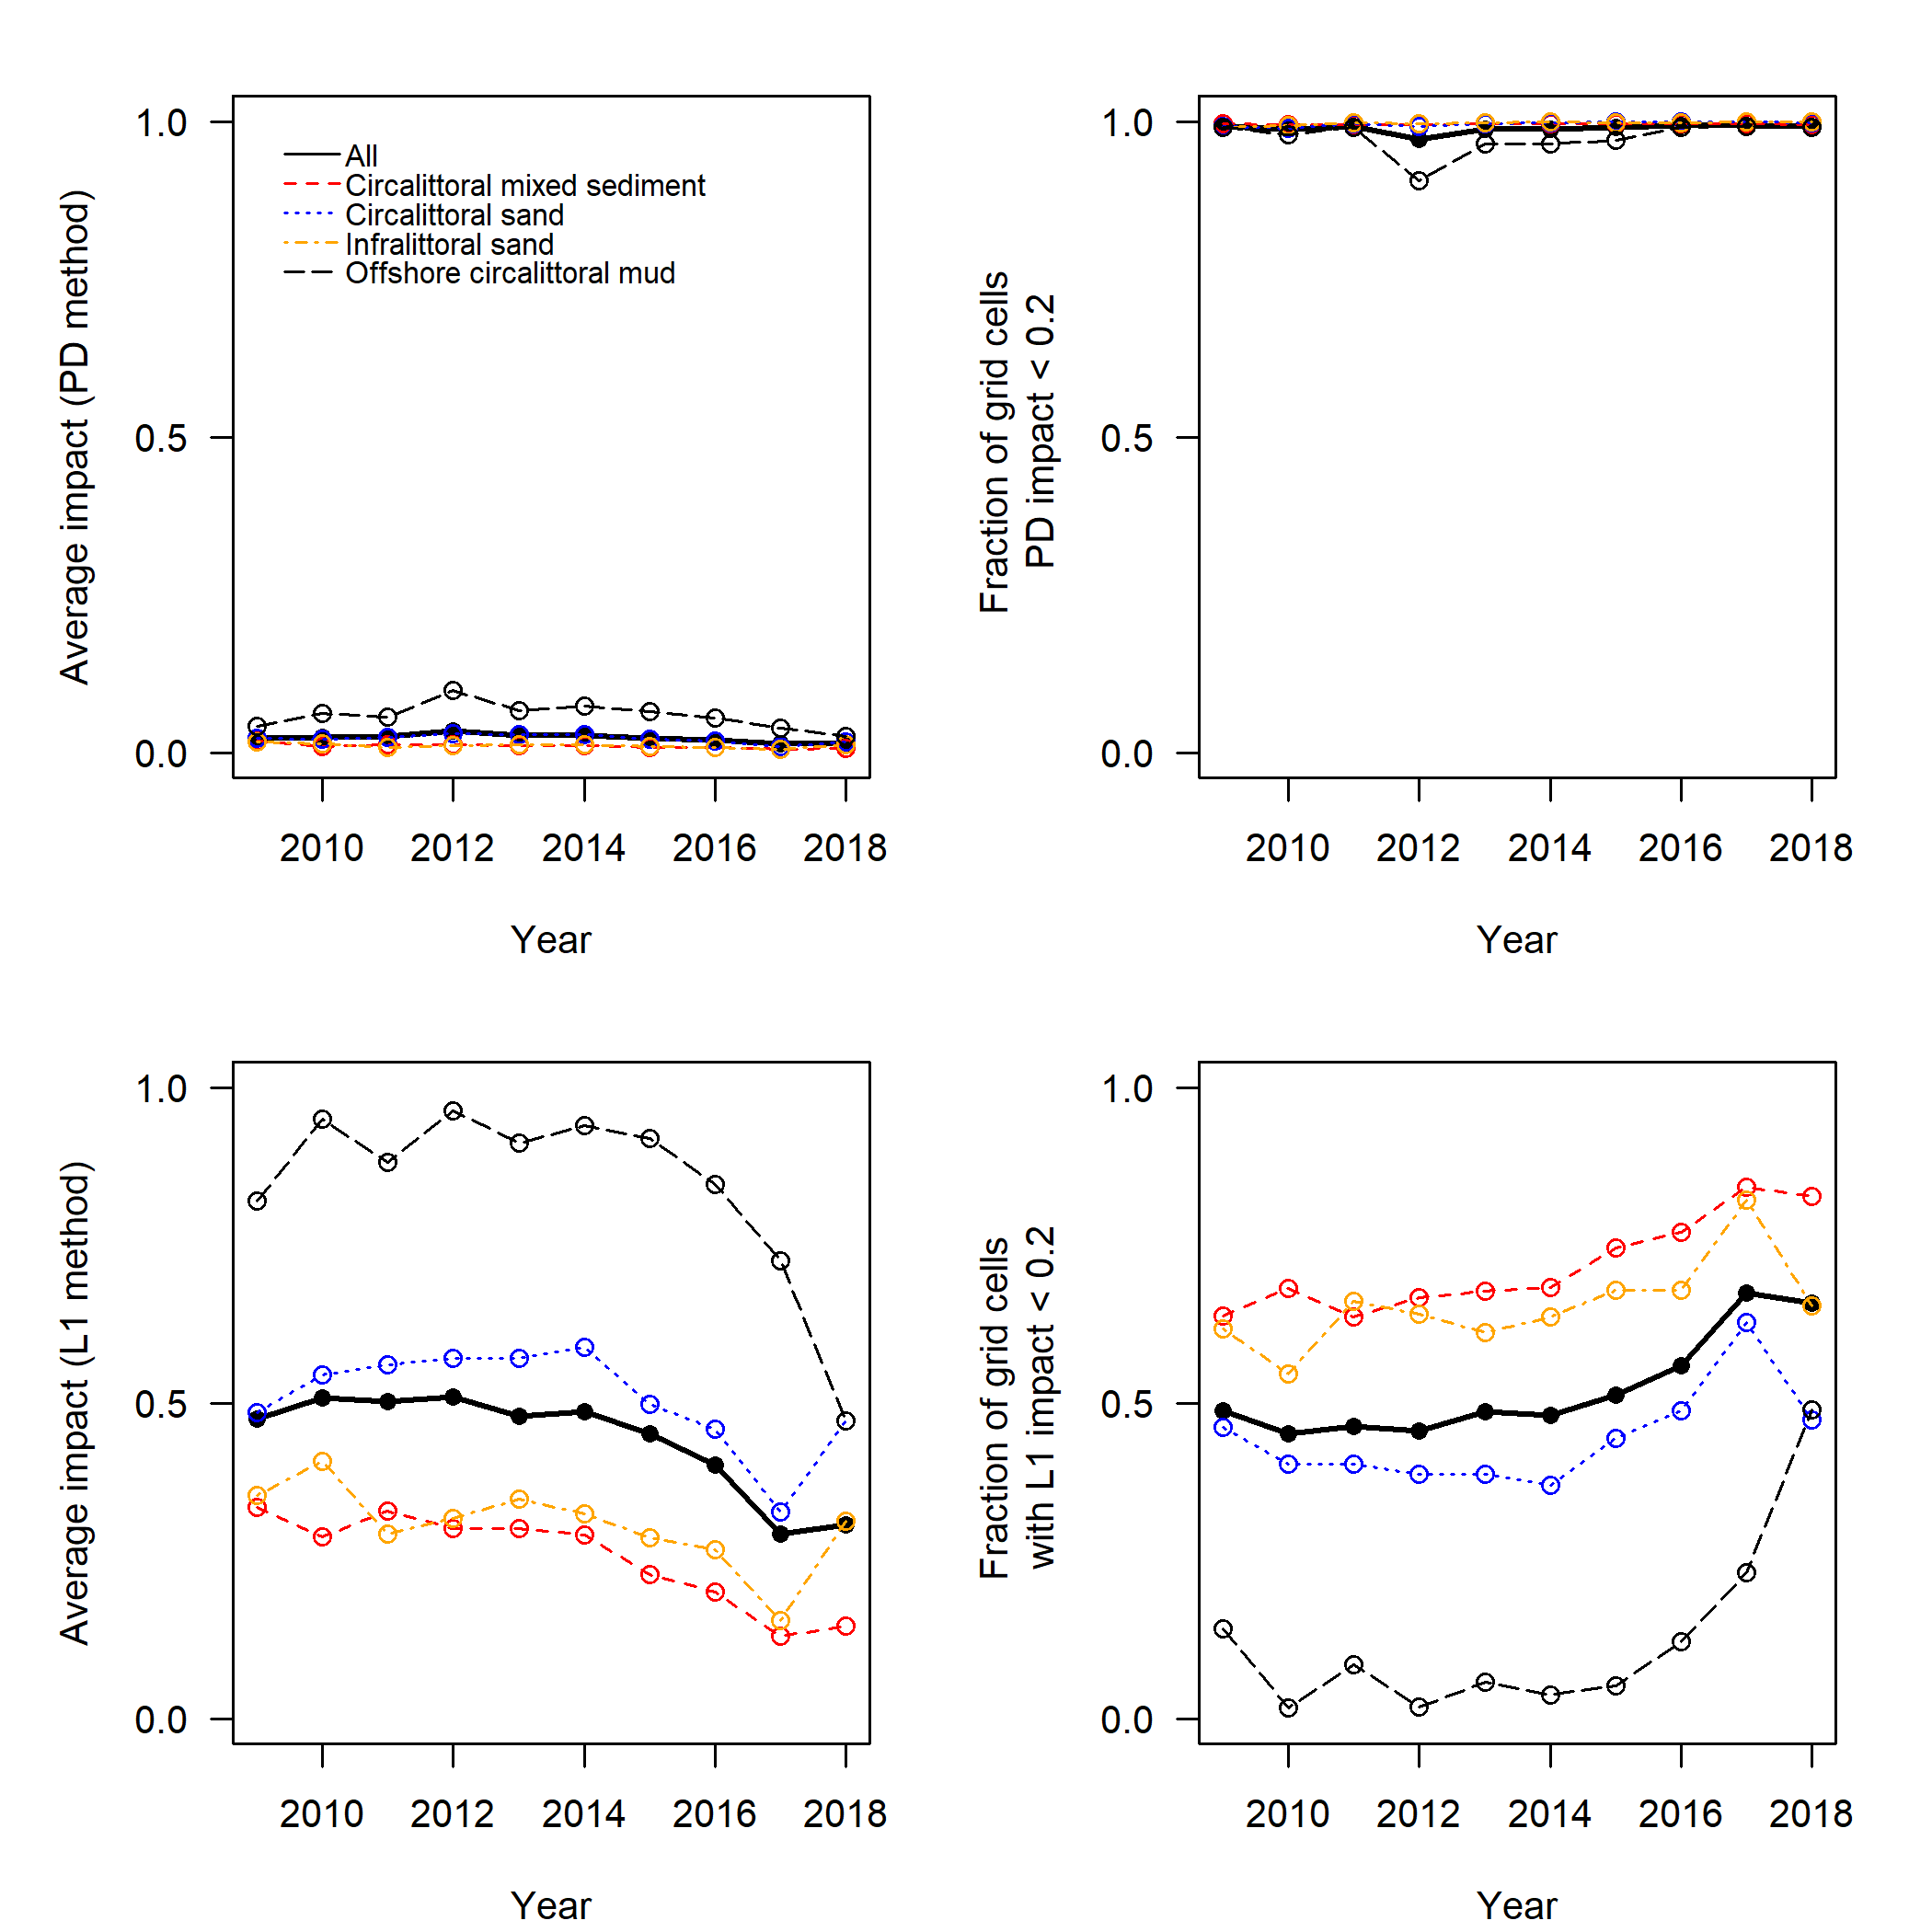 Average impact (PD method)
1.0
0.5
0.0
All
Circalittoral mixed sediment
Circalittoral sand
Infralittoral sand
Offshore circalittoral mud
2010 2012 2014 2016 2018
Year
Fraction of grid cells
PD impact < 0.2
1.0
0.5
0.0
2010 2012 2014 2016 2018
Year
Average impact (L1 method)
1.0
0.5
0.0
2010 2012 2014 2016 2018
Year
Fraction of grid cells
with L1 impact < 0.2
1.0
0.5
0.0
2010 2012 2014 2016 2018
Year